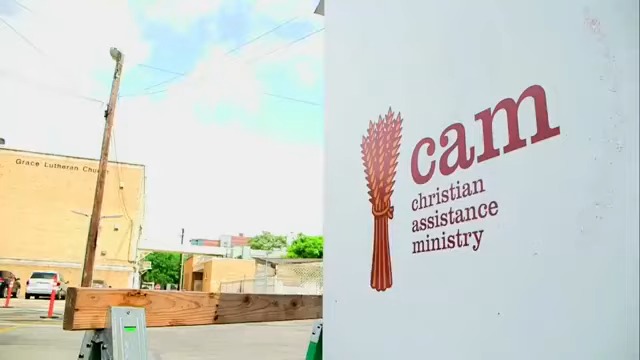 Grace Lutheran Church
cam
christian
assistance
ministry